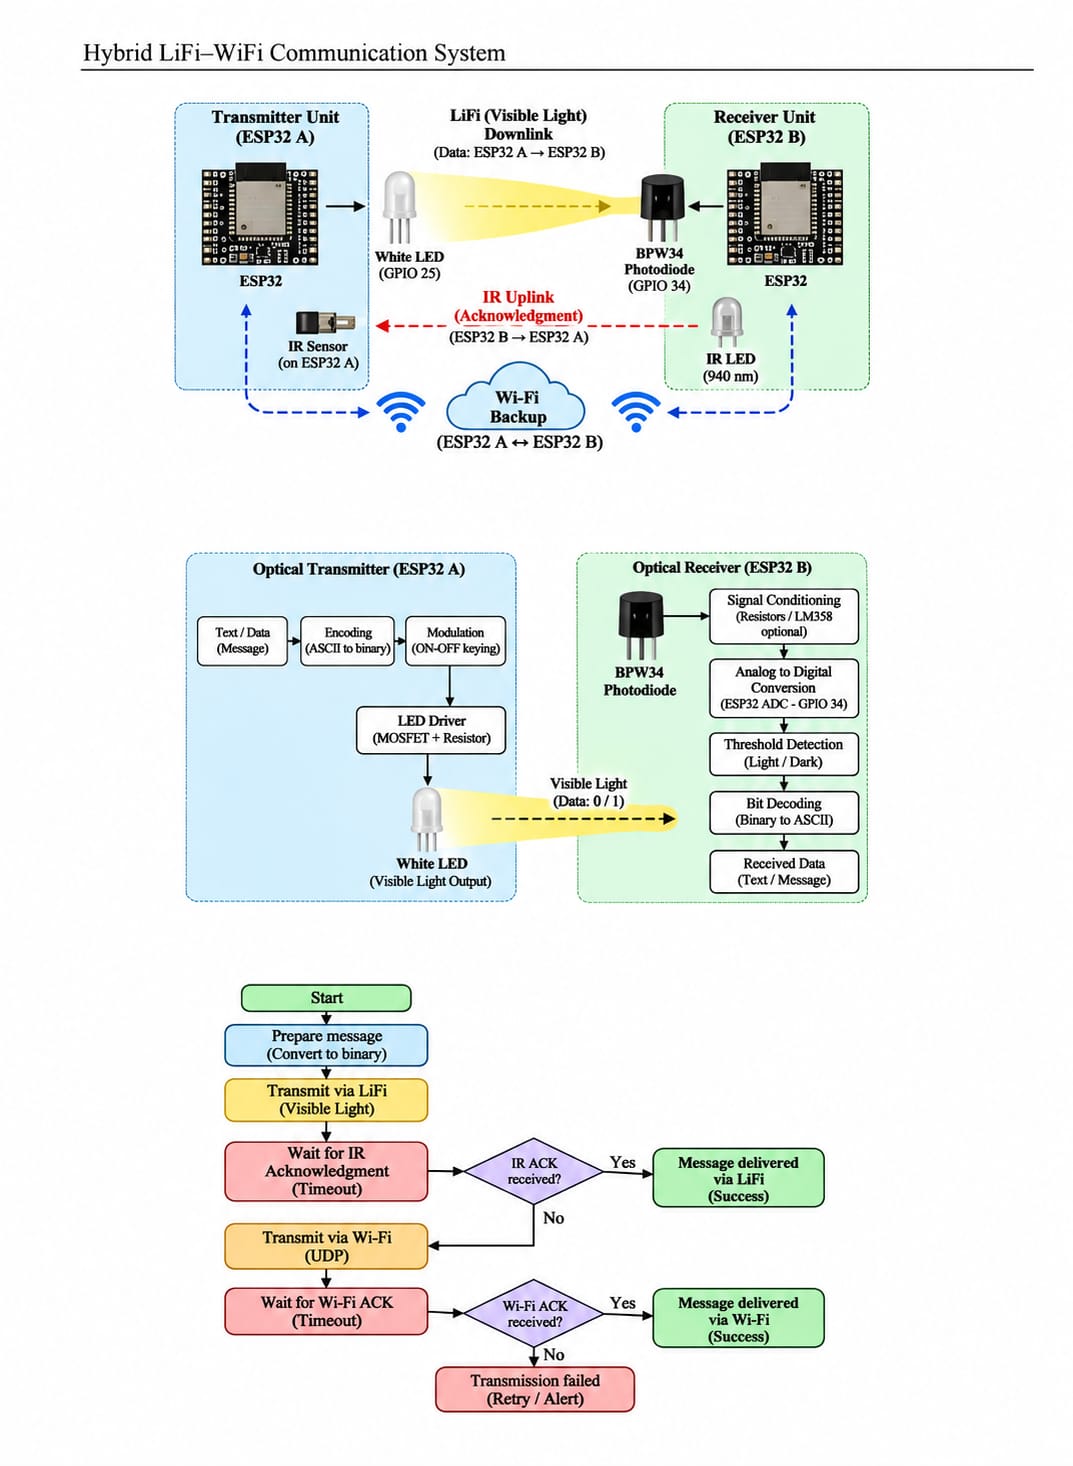 Hybrid LiFi–WiFi Communication System
Transmitter Unit
(ESP32 A)
ESP32
IR Sensor
(on ESP32 A)
LiFi (Visible Light)
Downlink
(Data: ESP32 A → ESP32 B)
White LED
(GPIO 25)
BPW34
Photodiode
(GPIO 34)
IR Uplink
(Acknowledgment)
(ESP32 B → ESP32 A)
Receiver Unit
(ESP32 B)
ESP32
IR LED
(940 nm)
Wi-Fi
Backup
(ESP32 A ↔ ESP32 B)
Optical Transmitter (ESP32 A)
Text / Data
(Message)
Encoding
(ASCII to binary)
Modulation
(ON-OFF keying)
LED Driver
(MOSFET + Resistor)
White LED
(Visible Light Output)
Visible Light
(Data: 0 / 1)
Optical Receiver (ESP32 B)
BPW34
Photodiode
Signal Conditioning
(Resistors / LM358
optional)
Analog to Digital
Conversion
(ESP32 ADC - GPIO 34)
Threshold Detection
(Light / Dark)
Bit Decoding
(Binary to ASCII)
Received Data
(Text / Message)
Start
Prepare message
(Convert to binary)
Transmit via LiFi
(Visible Light)
Wait for IR
Acknowledgment
(Timeout)
IR ACK
received?
Yes
Message delivered
via LiFi
(Success)
No
Transmit via Wi-Fi
(UDP)
Wait for Wi-Fi ACK
(Timeout)
Wi-Fi ACK
received?
Yes
Message delivered
via Wi-Fi
(Success)
No
Transmission failed
(Retry / Alert)